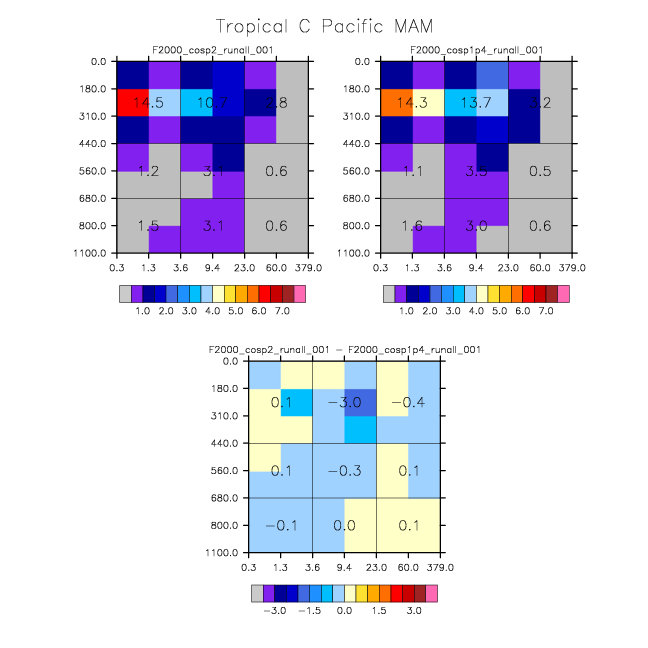 Tropical C Pacific MAM
F2000_cosp2_runall_001
F2000_cosp1p4_runall_001
0.0
180.0
310.0
440.0
560.0
680.0
800.0
1100.0
14.5 10.7 2.8
1.2 3.1 0.6
1.5 3.1 0.6
0.3 1.3 3.6 9.4 23.0 60.0 379.0
1.0 2.0 3.0 4.0 5.0 6.0 7.0
0.0
180.0
310.0
440.0
560.0
680.0
800.0
1100.0
14.3 13.7 3.2
1.1 3.5 0.5
1.6 3.0 0.6
0.3 1.3 3.6 9.4 23.0 60.0 379.0
1.0 2.0 3.0 4.0 5.0 6.0 7.0
F2000_cosp2_runall_001 − F2000_cosp1p4_runall_001
0.0
180.0
310.0
440.0
560.0
680.0
800.0
1100.0
0.1 −3.0 −0.4
0.1 −0.3 0.1
−0.1 0.0 0.1
0.3 1.3 3.6 9.4 23.0 60.0 379.0
−3.0 −1.5 0.0 1.5 3.0